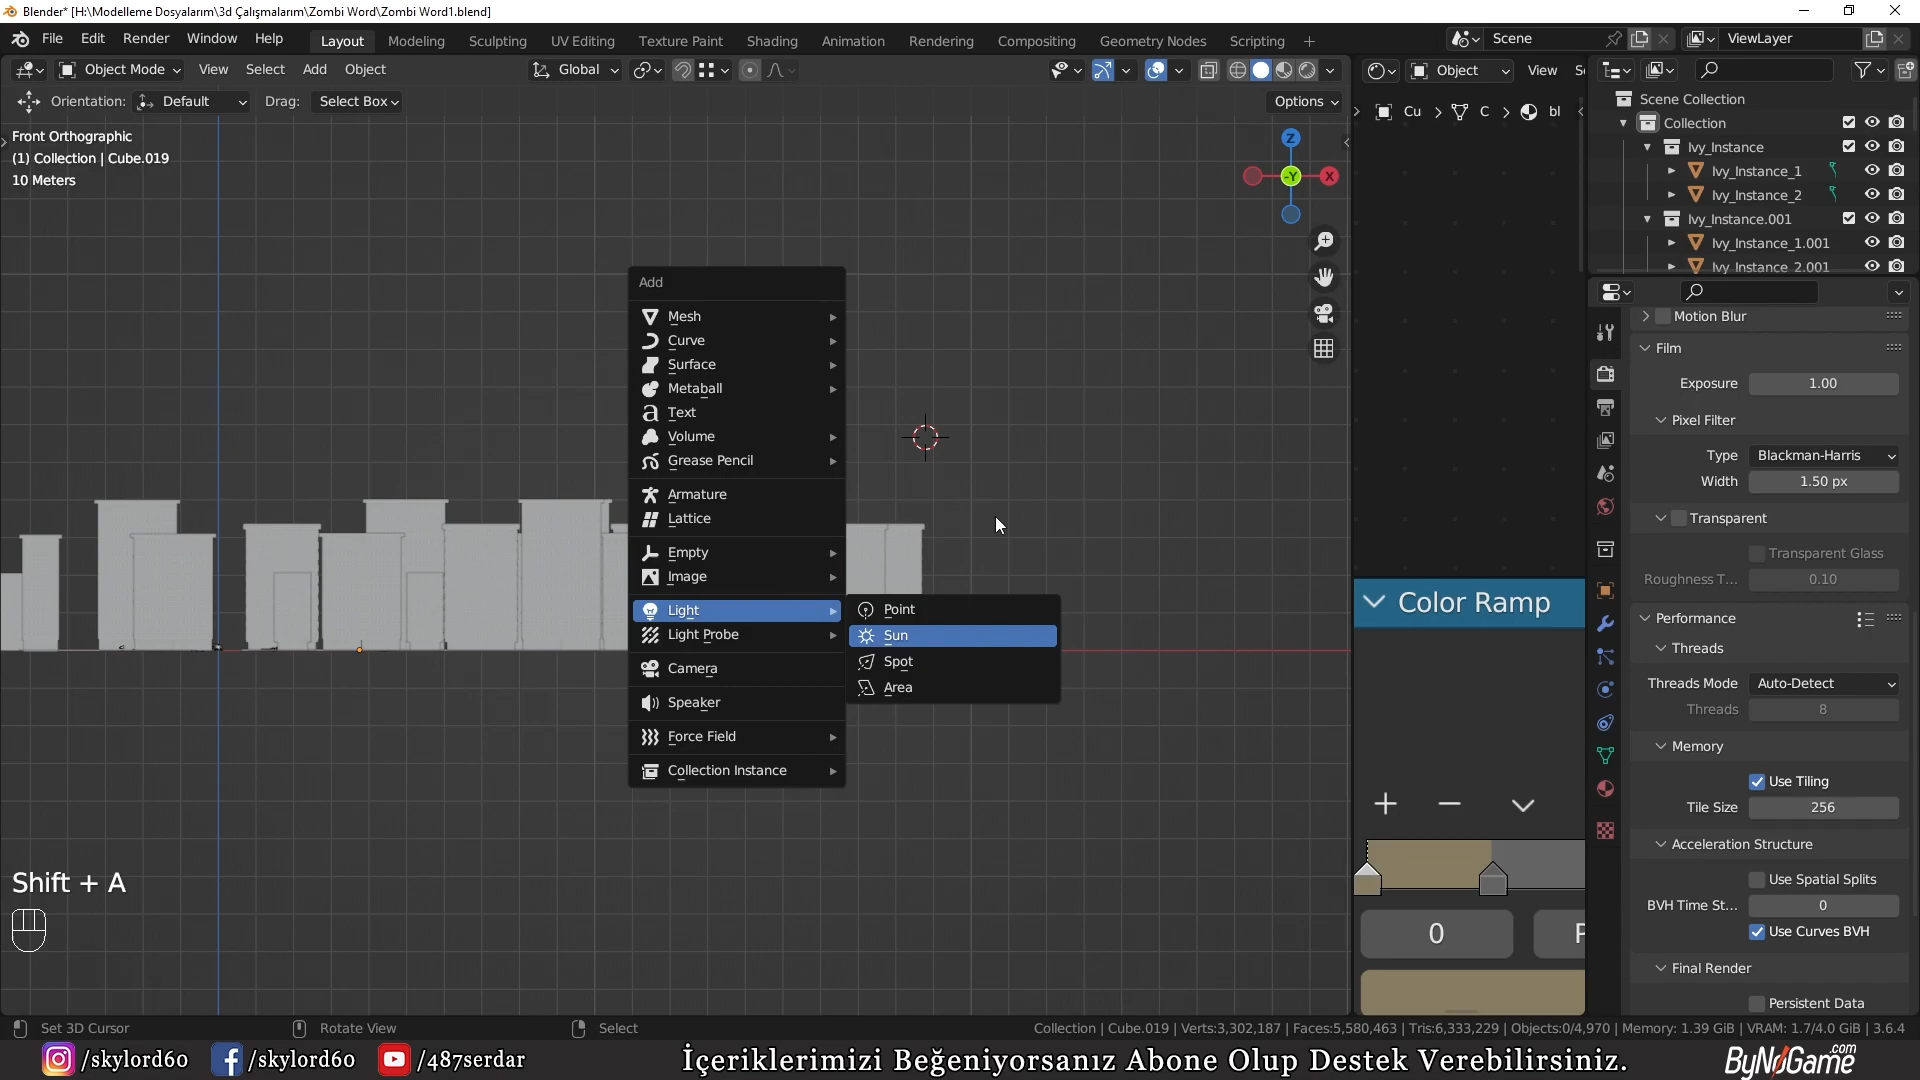 Blender* [H:\Modelleme Dosyalarım\3d Çalışmalarım\Zombi Word\Zombi Word1.blend]
File Edit Render Window Help
Layout Modeling Sculpting UV Editing Texture Paint Shading Animation Rendering Compositing Geometry Nodes Scripting +
Scene
ViewLayer
Object Mode View Select Add Object
Global
Object View S
Orientation: Default Drag: Select Box
Options
Front Orthographic
(1) Collection | Cube.019
10 Meters
Z
-Y
X
Cu > C > bl
Scene Collection
Collection
Ivy_Instance
Ivy_Instance_1
Ivy_Instance_2
Ivy_Instance.001
Ivy_Instance_1.001
Ivy_Instance_2.001
Add
Mesh
Curve
Surface
Metaball
Text
Volume
Grease Pencil
Armature
Lattice
Empty
Image
Light
Light Probe
Camera
Speaker
Force Field
Collection Instance
Point
Sun
Spot
Area
Color Ramp
0
Motion Blur
Film
Exposure 1.00
Pixel Filter
Type Blackman-Harris
Width 1.50 px
Transparent
Transparent Glass
Roughness T... 0.10
Performance
Threads
Threads Mode Auto-Detect
Threads 8
Memory
Use Tiling
Tile Size 256
Acceleration Structure
Use Spatial Splits
BVH Time St... 0
Use Curves BVH
Final Render
Persistent Data
Shift + A
Set 3D Cursor Rotate View Select
Collection | Cube.019 | Verts:3,302,187 | Faces:5,580,463 | Tris:6,333,229 | Objects:0/4,970 | Memory: 1.39 GiB | VRAM: 1.7/4.0 GiB | 3.6.4
/skylord60 /skylord60 /487serdar
İçeriklerimizi Beğeniyorsanız Abone Olup Destek Verebilirsiniz.
ByNoGame.com